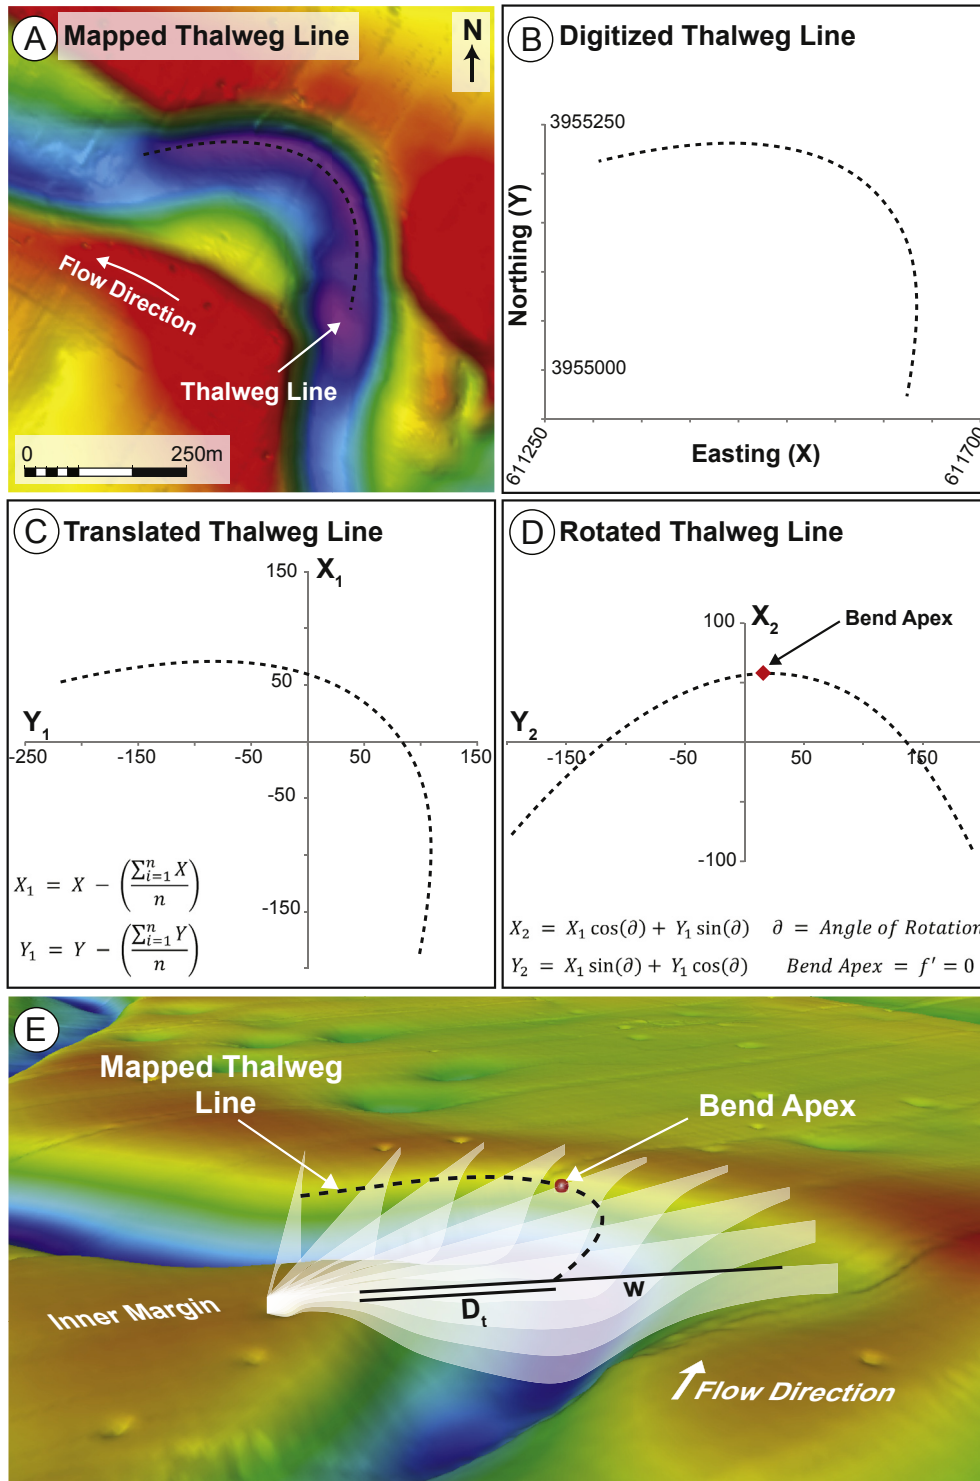 A Mapped Thalweg Line
N
Flow Direction
Thalweg Line
0 250m
B Digitized Thalweg Line
3955250
Northing (Y)
3955000
611250
Easting (X)
611700
C Translated Thalweg Line
150 X₁
50
Y₁
-250 -150 -50 50 150
-50
-150
X₁ = X − (∑ⁿᵢ₌₁ X / n)
Y₁ = Y − (∑ⁿᵢ₌₁ Y / n)
D Rotated Thalweg Line
100 X₂
Bend Apex
Y₂
-150 -50 50 150
-100
X₂ = X₁ cos(∂) + Y₁ sin(∂) ∂ = Angle of Rotation
Y₂ = X₁ sin(∂) + Y₁ cos(∂) Bend Apex = f′ = 0
E
Mapped Thalweg
Line
Bend Apex
Inner Margin
w
Dₜ
Flow Direction